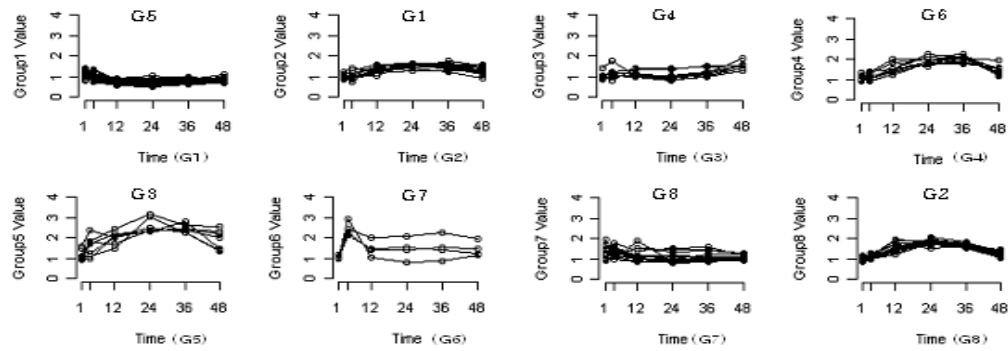 G5
Group1 Value
0 1 2 3 4
1 12 24 36 48
Time (G1)
G1
Group2 Value
0 1 2 3 4
1 12 24 36 48
Time (G2)
G4
Group3 Value
0 1 2 3 4
1 12 24 36 48
Time (G3)
G6
Group4 Value
0 1 2 3 4
1 12 24 36 48
Time (G4)
G3
Group5 Value
0 1 2 3 4
1 12 24 36 48
Time (G5)
G7
Group6 Value
0 1 2 3 4
1 12 24 36 48
Time (G6)
G8
Group7 Value
0 1 2 3 4
1 12 24 36 48
Time (G7)
G2
Group8 Value
0 1 2 3 4
1 12 24 36 48
Time (G8)